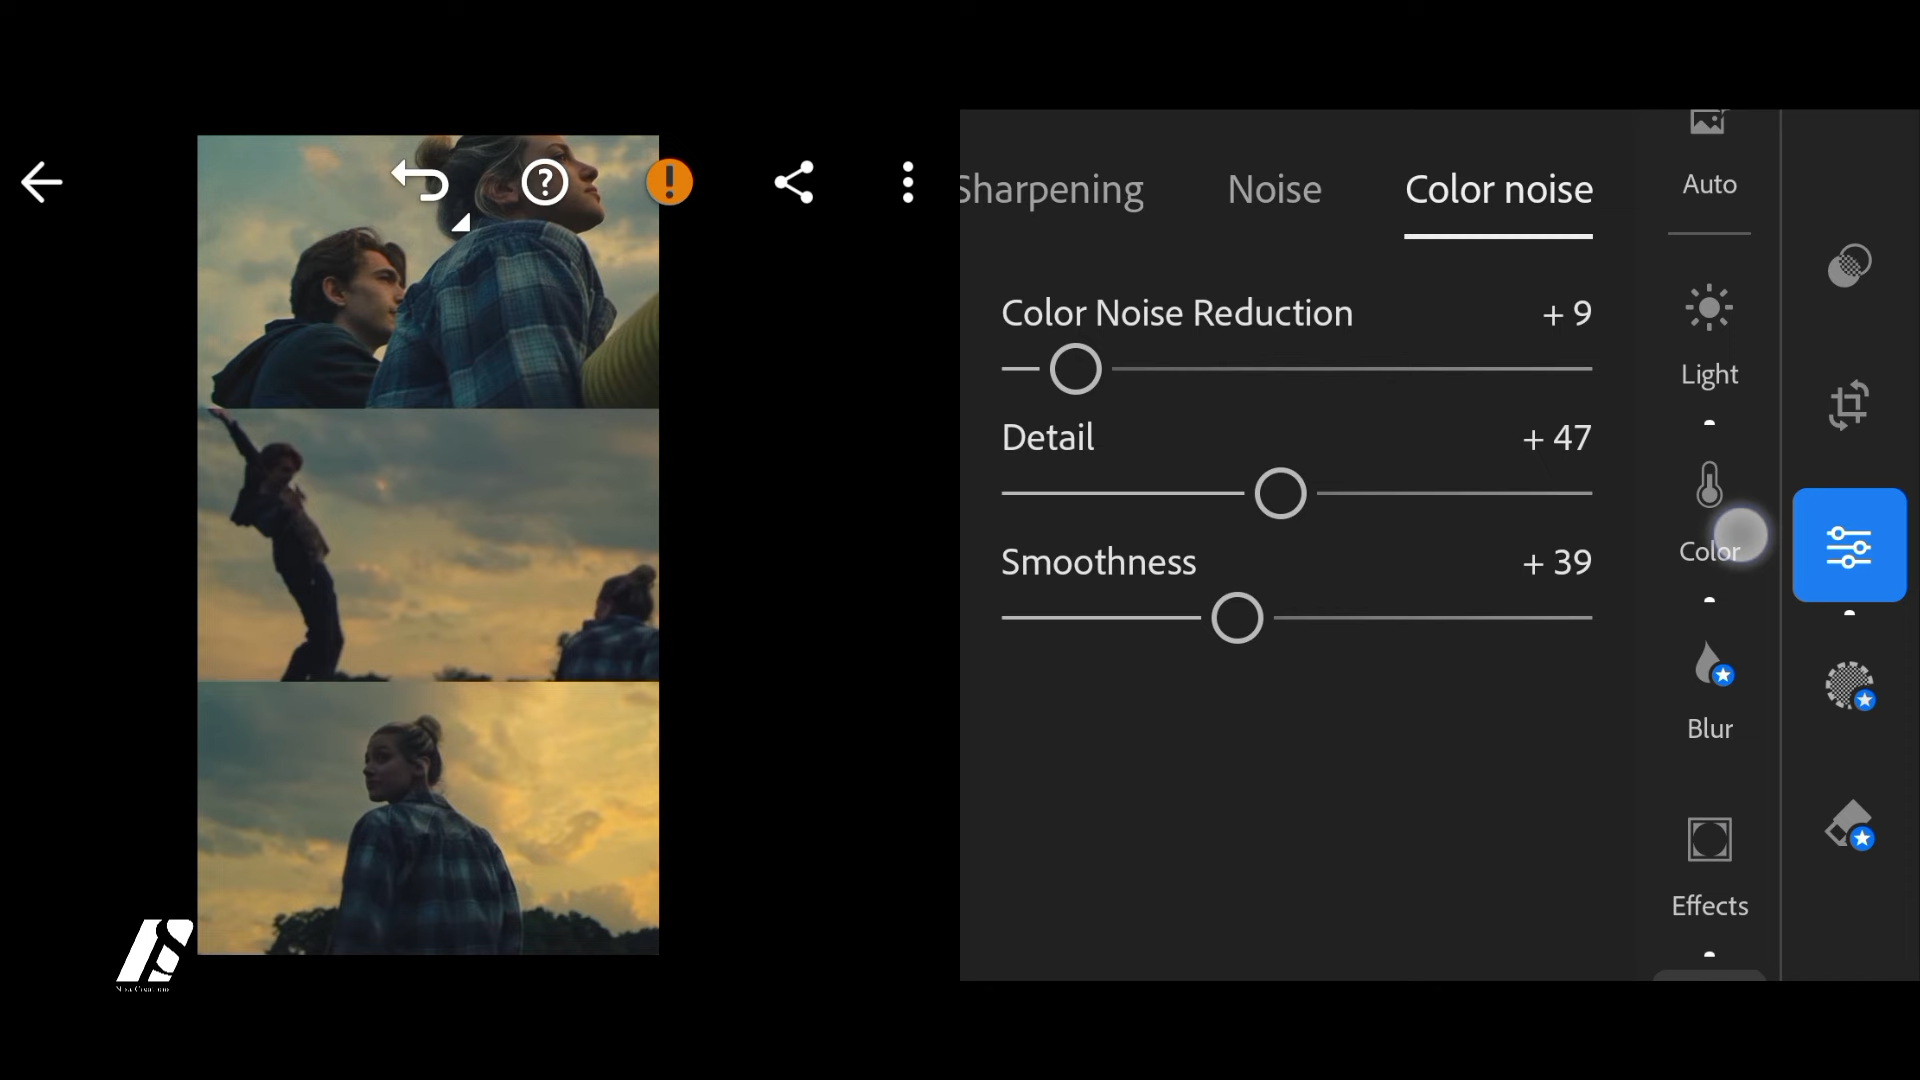 Sharpening
Noise
Color noise
Color Noise Reduction + 9
Detail + 47
Smoothness + 39
Auto
Light
Color
Blur
Effects